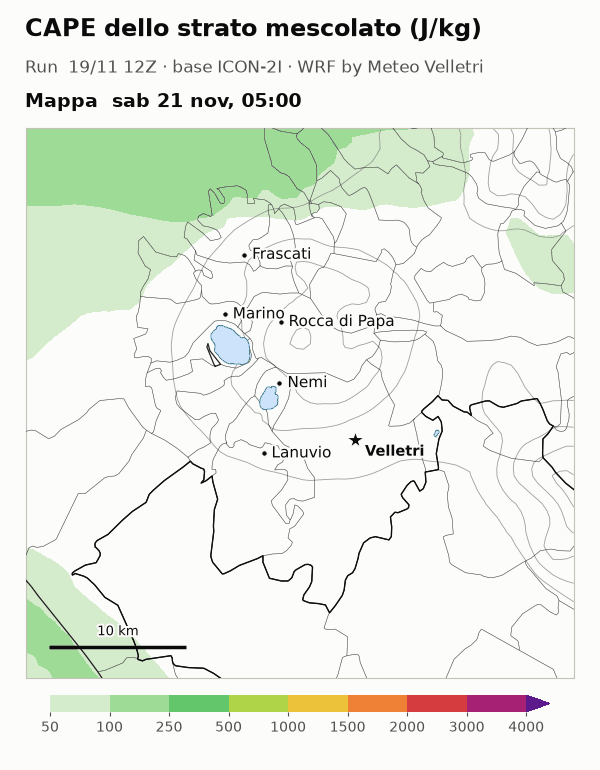 CAPE dello strato mescolato (J/kg)
Run  19/11 12Z · base ICON-2I · WRF by Meteo Velletri
Mappa  sab 21 nov, 05:00
Frascati
Marino
Rocca di Papa
Nemi
Velletri
Lanuvio
10 km
50 100 250 500 1000 1500 2000 3000 4000